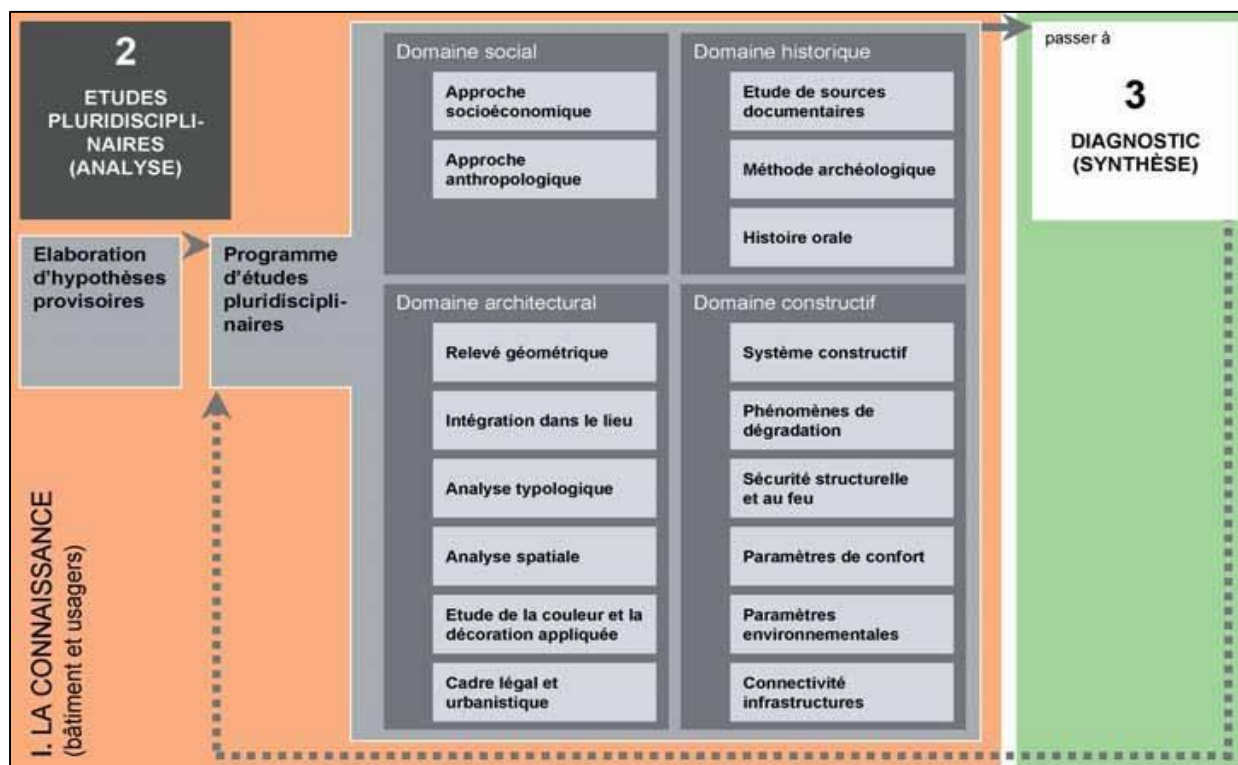 2
ETUDES
PLURIDISCIPLI-
NAIRES
(ANALYSE)
Elaboration
d'hypothèses
provisoires
Programme
d'études
pluridiscipli-
naires
Domaine social
Approche
socioéconomique
Approche
anthropologique
Domaine historique
Etude de sources
documentaires
Méthode archéologique
Histoire orale
Domaine architectural
Relevé géométrique
Intégration dans le lieu
Analyse typologique
Analyse spatiale
Etude de la couleur et la
décoration appliquée
Cadre légal et
urbanistique
Domaine constructif
Système constructif
Phénomènes de
dégradation
Sécurité structurelle
et au feu
Paramètres de confort
Paramètres
environnementales
Connectivité
infrastructures
passer à
3
DIAGNOSTIC
(SYNTHÈSE)
I. LA CONNAISSANCE
(bâtiment et usagers)